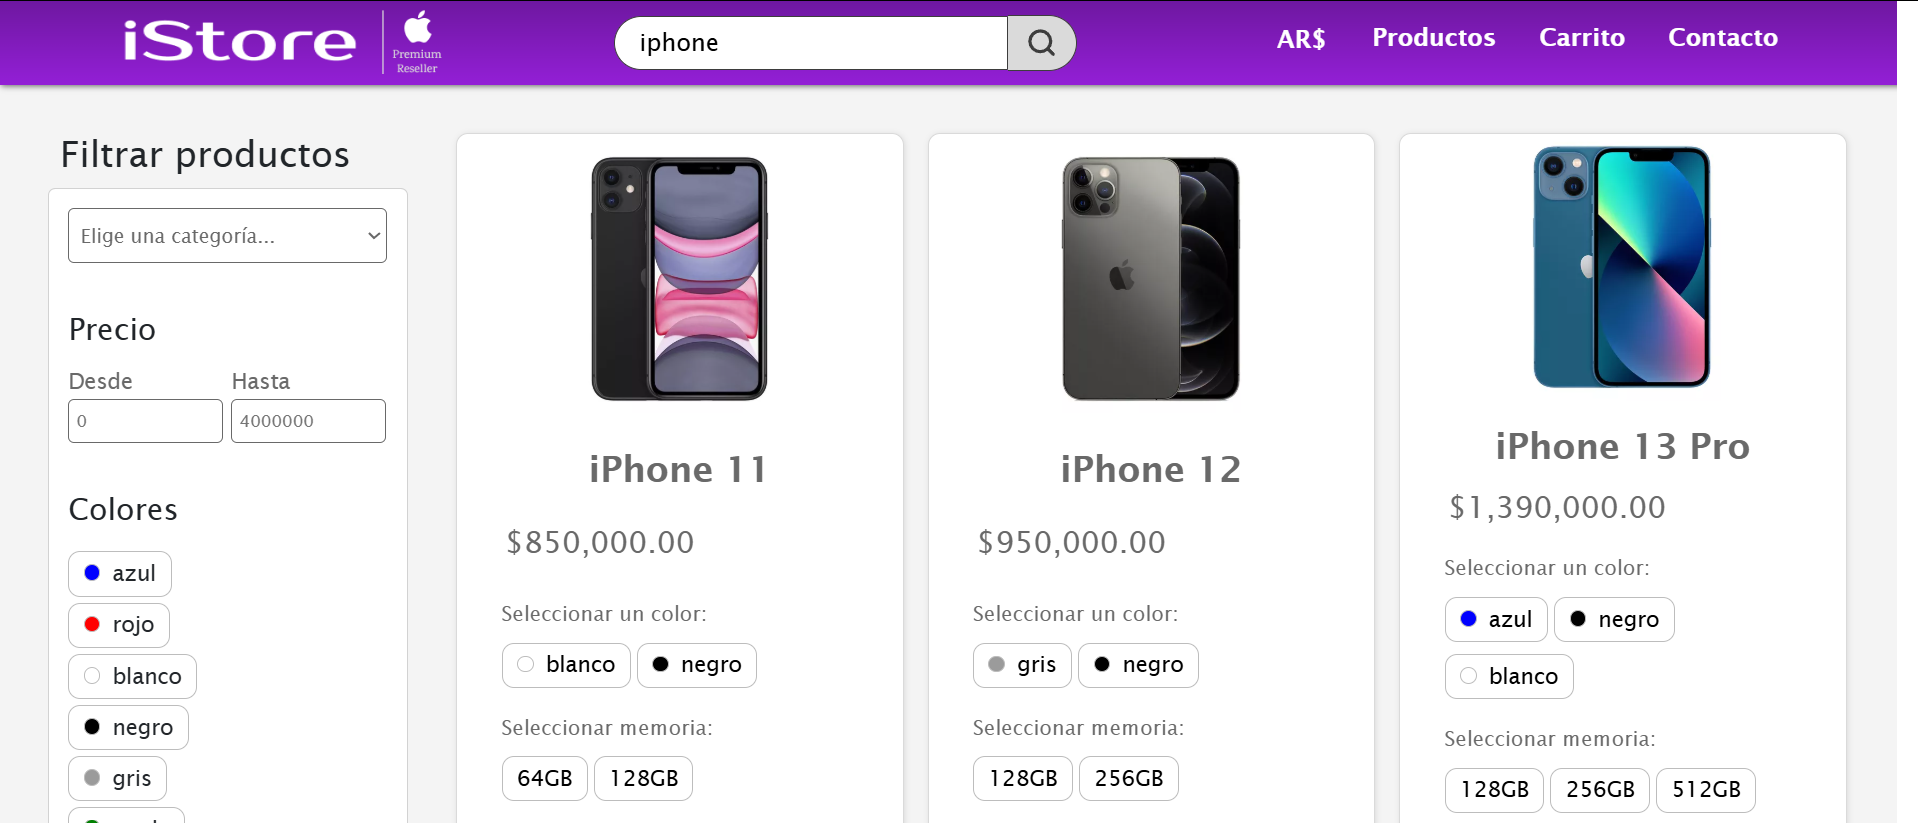 iStore
Premium
Reseller
iphone
AR$
Productos
Carrito
Contacto
Filtrar productos
Elige una categoría...
Precio
Desde Hasta
0 4000000
Colores
azul
rojo
blanco
negro
gris
iPhone 11
$850,000.00
Seleccionar un color:
blanco negro
Seleccionar memoria:
64GB 128GB
iPhone 12
$950,000.00
Seleccionar un color:
gris negro
Seleccionar memoria:
128GB 256GB
iPhone 13 Pro
$1,390,000.00
Seleccionar un color:
azul negro
blanco
Seleccionar memoria:
128GB 256GB 512GB